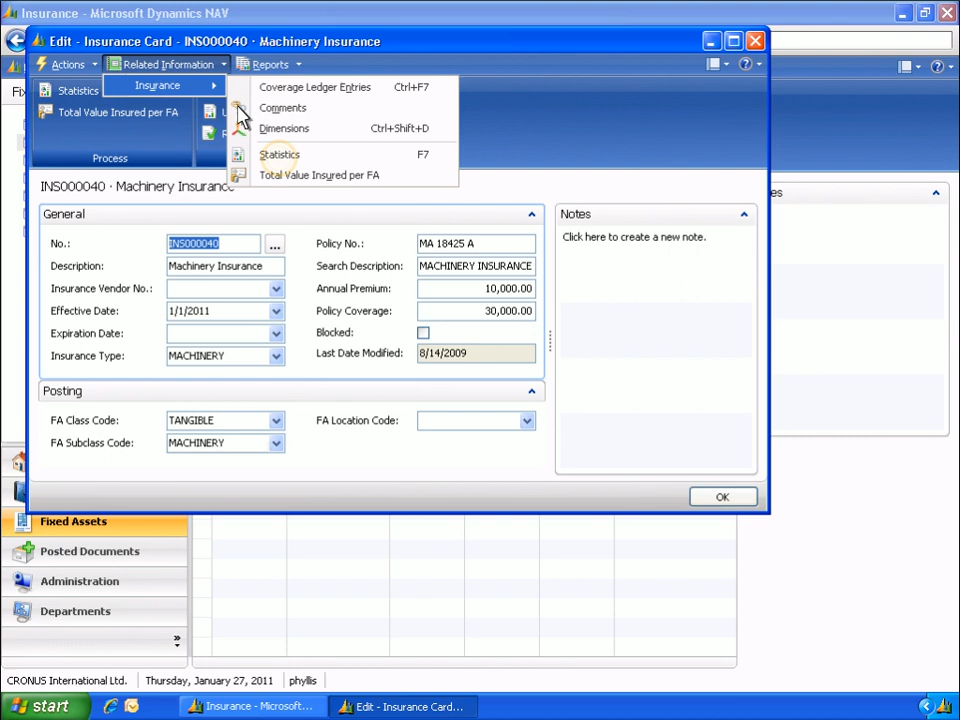 Insurance - Microsoft Dynamics NAV
Edit - Insurance Card - INS000040 · Machinery Insurance
Actions Related Information Reports
Insurance
Coverage Ledger Entries Ctrl+F7
Comments
Dimensions Ctrl+Shift+D
Statistics F7
Total Value Insured per FA
Statistics
Total Value Insured per FA
Process
INS000040 · Machinery Insurance
General
No.: INS000040 ... Policy No.: MA 18425 A
Description: Machinery Insurance Search Description: MACHINERY INSURANCE
Insurance Vendor No.: Annual Premium: 10,000.00
Effective Date: 1/1/2011 Policy Coverage: 30,000.00
Expiration Date: Blocked:
Insurance Type: MACHINERY Last Date Modified: 8/14/2009
Posting
FA Class Code: TANGIBLE FA Location Code:
FA Subclass Code: MACHINERY
Notes
Click here to create a new note.
OK
Fixed Assets
Posted Documents
Administration
Departments
CRONUS International Ltd. Thursday, January 27, 2011 phyllis
start Insurance - Microsoft... Edit - Insurance Card...